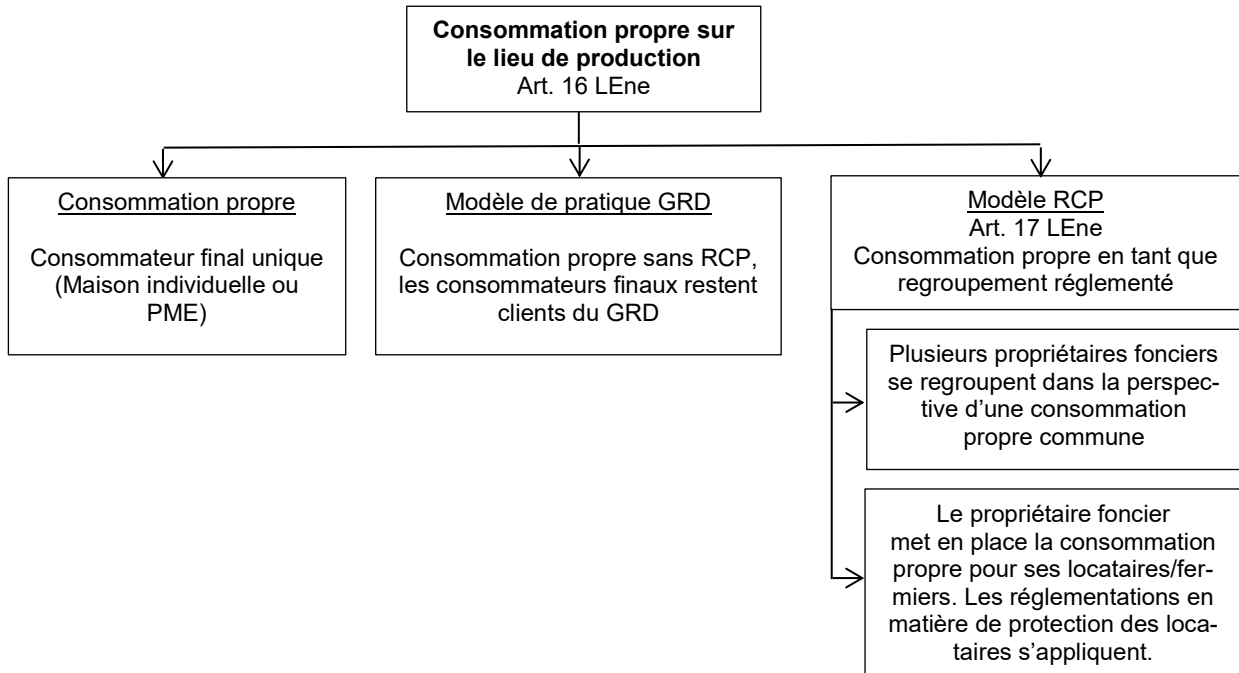 Consommation propre sur
le lieu de production
Art. 16 LEne
Consommation propre
Consommateur final unique
(Maison individuelle ou
PME)
Modèle de pratique GRD
Consommation propre sans RCP,
les consommateurs finaux restent
clients du GRD
Modèle RCP
Art. 17 LEne
Consommation propre en tant que
regroupement réglementé
Plusieurs propriétaires fonciers
se regroupent dans la perspec-
tive d’une consommation
propre commune
Le propriétaire foncier
met en place la consommation
propre pour ses locataires/fer-
miers. Les réglementations en
matière de protection des loca-
taires s’appliquent.